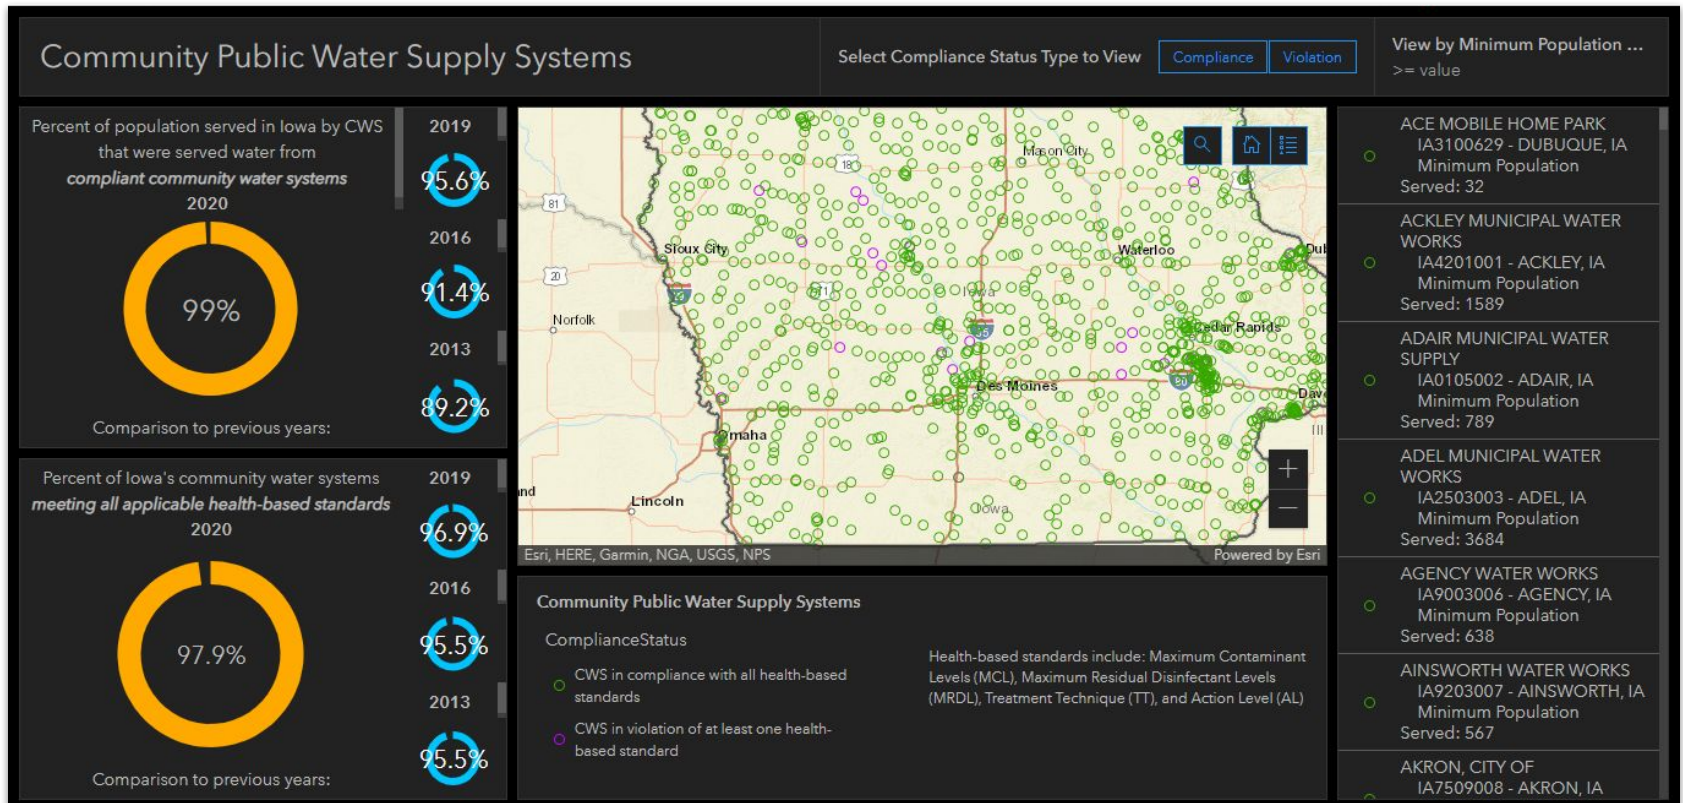 Community Public Water Supply Systems
Select Compliance Status Type to View
Compliance
Violation
View by Minimum Population ...
>= value
Percent of population served in Iowa by CWS
that were served water from
compliant community water systems
2020
99%
Comparison to previous years:
2019
95.6%
2016
91.4%
2013
89.2%
Percent of Iowa's community water systems
meeting all applicable health-based standards
2020
97.9%
Comparison to previous years:
2019
96.9%
2016
95.5%
2013
95.5%
Mason City
18
81
Sioux City
Waterloo
Dub
20
71
Iowa
Norfolk
35
Cedar Rapids
Des Moines
80
Dav
Omaha
Ill
Lincoln
nd
Iowa
Esri, HERE, Garmin, NGA, USGS, NPS
Powered by Esri
Community Public Water Supply Systems
ComplianceStatus
CWS in compliance with all health-based
standards
CWS in violation of at least one health-
based standard
Health-based standards include: Maximum Contaminant
Levels (MCL), Maximum Residual Disinfectant Levels
(MRDL), Treatment Technique (TT), and Action Level (AL)
ACE MOBILE HOME PARK
IA3100629 - DUBUQUE, IA
Minimum Population
Served: 32
ACKLEY MUNICIPAL WATER
WORKS
IA4201001 - ACKLEY, IA
Minimum Population
Served: 1589
ADAIR MUNICIPAL WATER
SUPPLY
IA0105002 - ADAIR, IA
Minimum Population
Served: 789
ADEL MUNICIPAL WATER
WORKS
IA2503003 - ADEL, IA
Minimum Population
Served: 3684
AGENCY WATER WORKS
IA9003006 - AGENCY, IA
Minimum Population
Served: 638
AINSWORTH WATER WORKS
IA9203007 - AINSWORTH, IA
Minimum Population
Served: 567
AKRON, CITY OF
IA7509008 - AKRON, IA